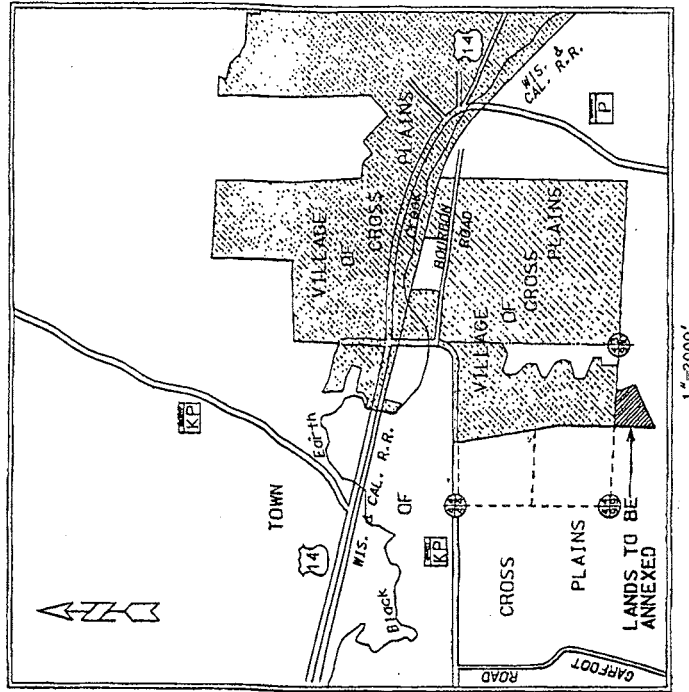 14
WIS. &
CAL. R.R.
P
VILLAGE
OF
CROSS
PLAINS
Creek
BOURBON
ROAD
KP
VILLAGE
OF
CROSS
PLAINS
Earth
TOWN
14
WIS. & CAL. R.R.
OF
KP
Black
CROSS
PLAINS
LANDS TO BE
ANNEXED
GARFOOT
ROAD
1"=2000'